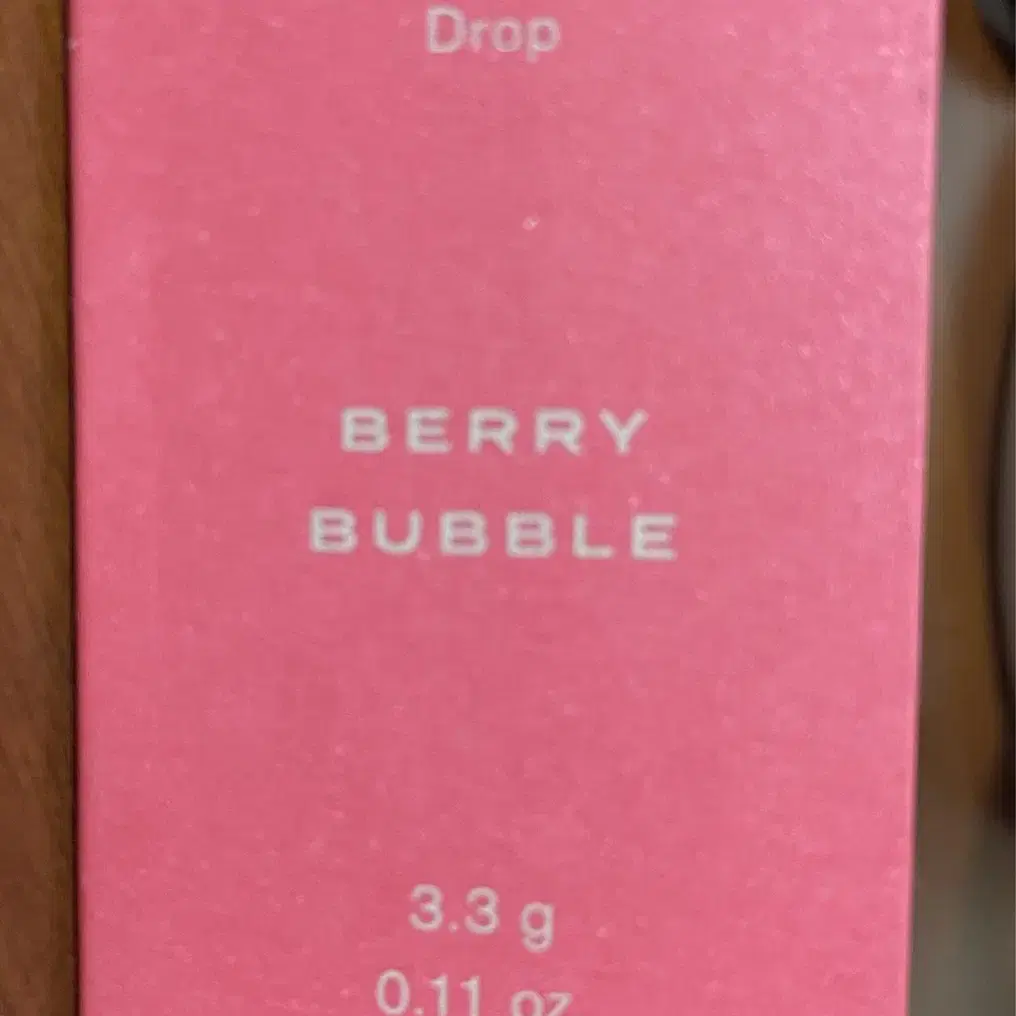 Drop
BERRY
BUBBLE
3.3 g
0.11 oz